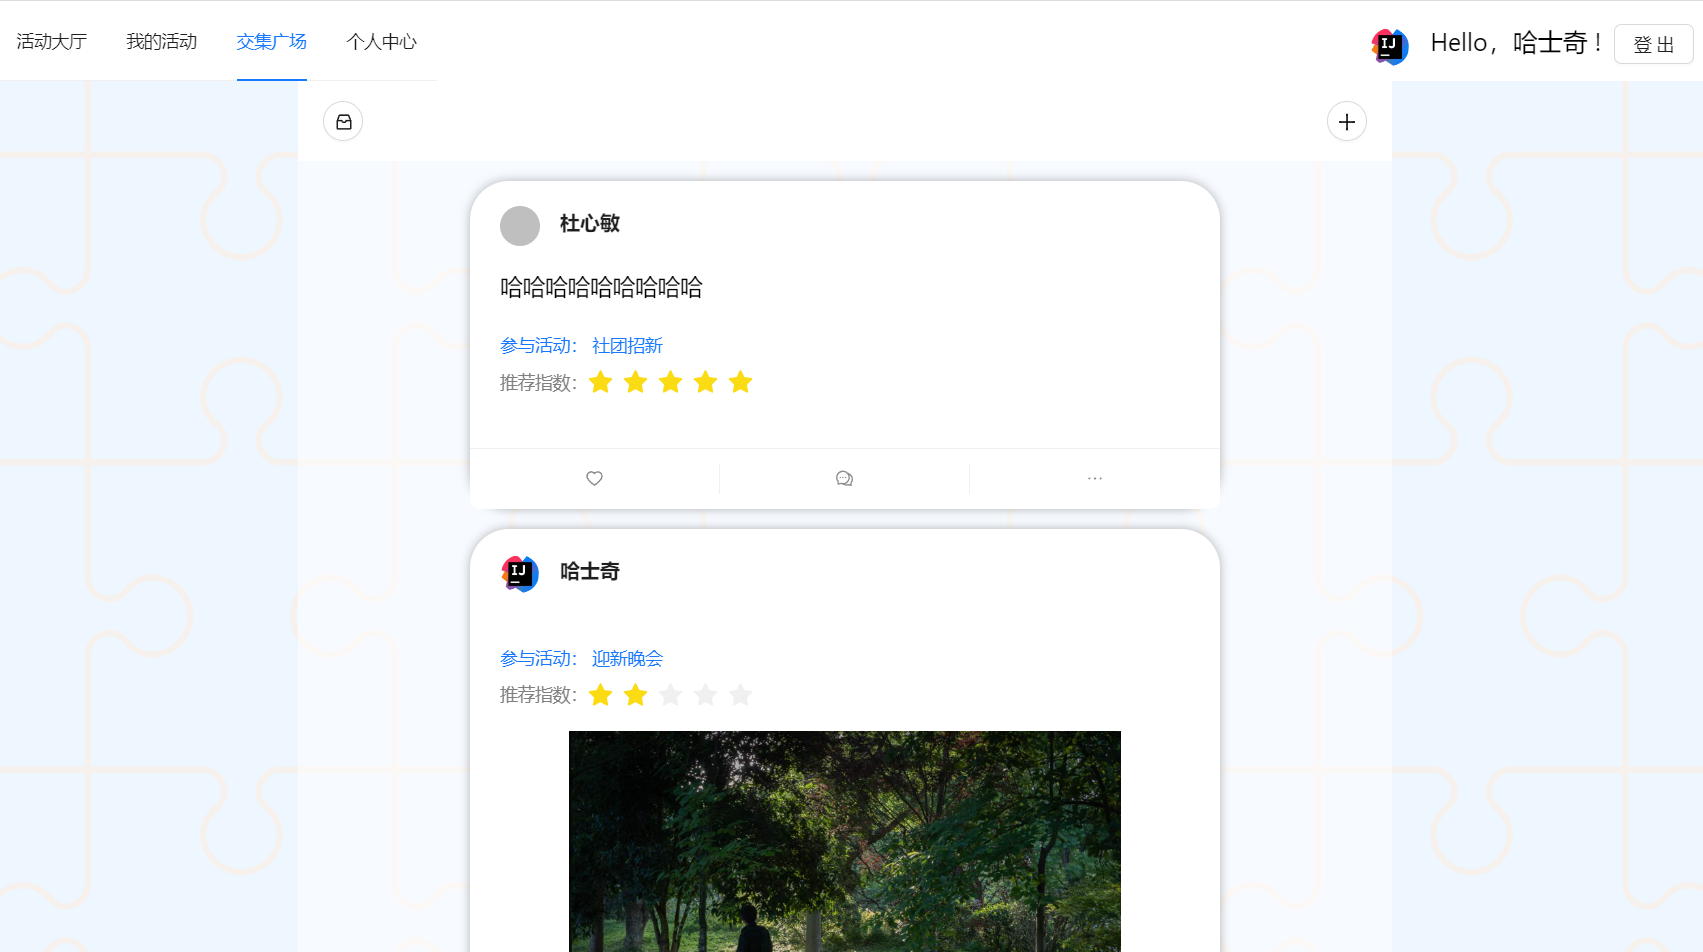 活动大厅 我的活动 交集广场 个人中心 IJ Hello，哈士奇！ 登 出
杜心敏
哈哈哈哈哈哈哈哈哈
参与活动： 社团招新
推荐指数：
IJ 哈士奇
参与活动： 迎新晚会
推荐指数：